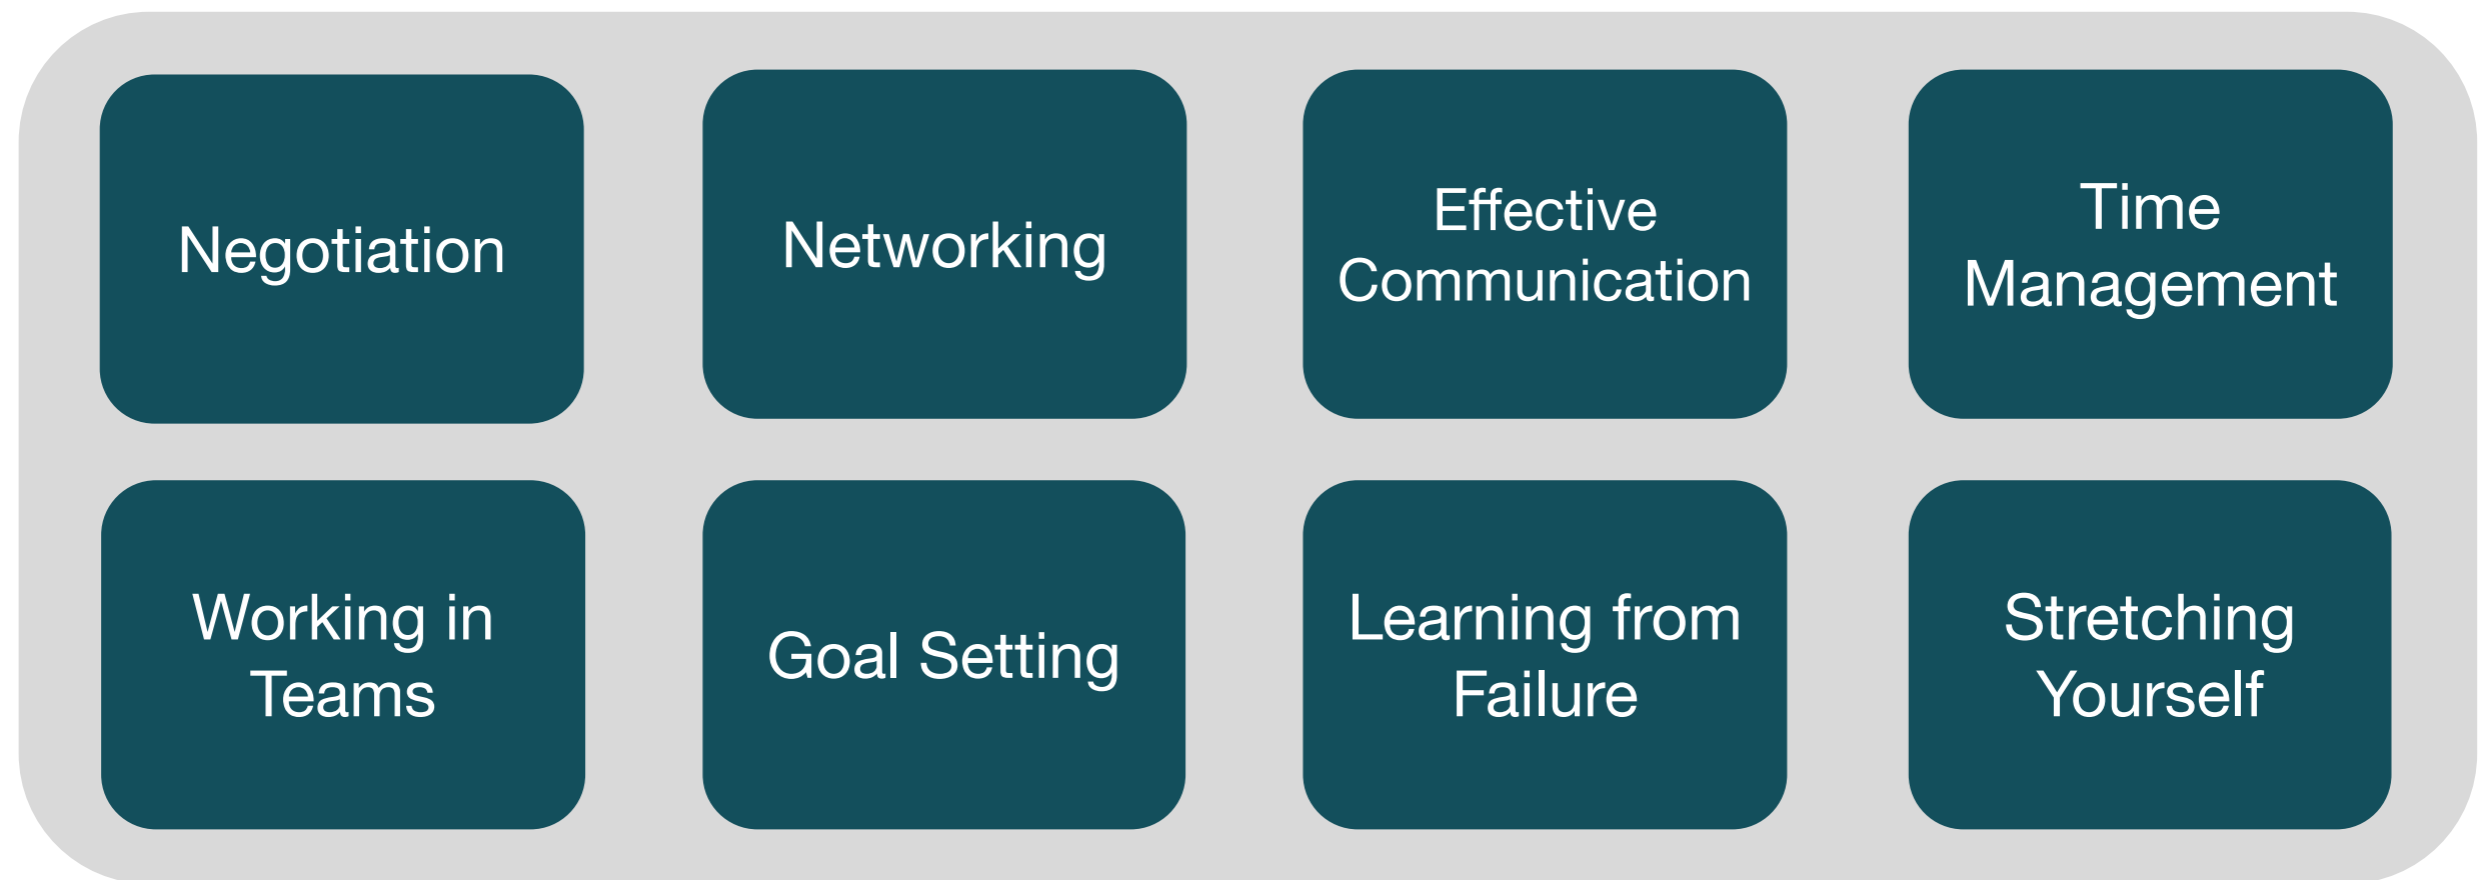 Negotiation
Networking
Effective
Communication
Time
Management
Working in
Teams
Goal Setting
Learning from
Failure
Stretching
Yourself